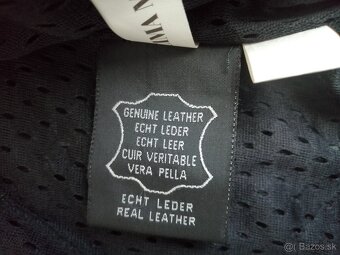 GENUINE LEATHER
ECHT LEDER
ECHT LEER
CUIR VERITABLE
VERA PELLA
ECHT LEDER
REAL LEATHER
Bazos.sk